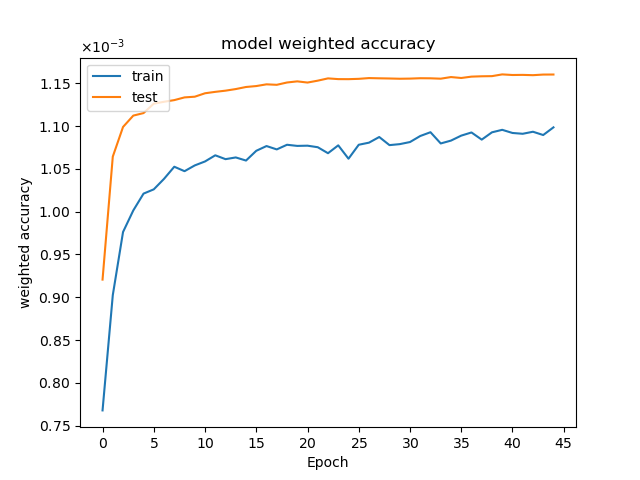 ×10⁻³
model weighted accuracy
train
test
1.15
1.10
1.05
1.00
0.95
0.90
0.85
0.80
0.75
weighted accuracy
0 5 10 15 20 25 30 35 40 45
Epoch